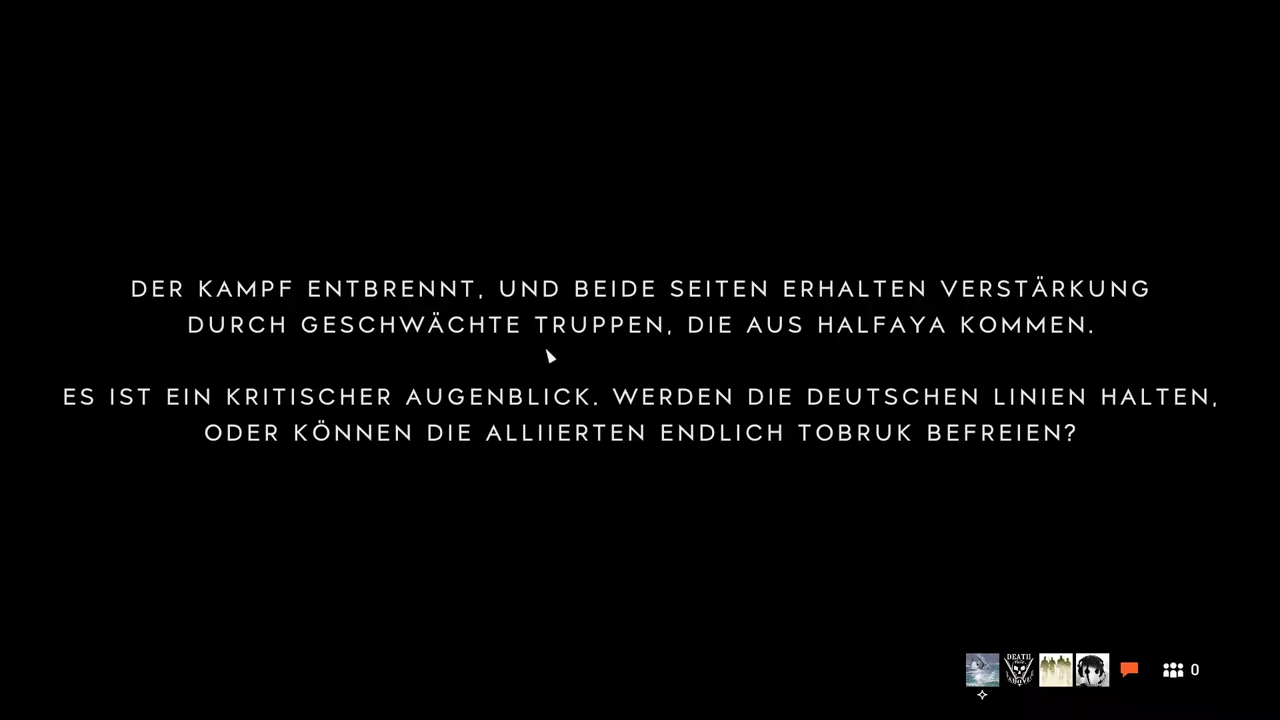 DER KAMPF ENTBRENNT, UND BEIDE SEITEN ERHALTEN VERSTÄRKUNG
DURCH GESCHWÄCHTE TRUPPEN, DIE AUS HALFAYA KOMMEN.
ES IST EIN KRITISCHER AUGENBLICK. WERDEN DIE DEUTSCHEN LINIEN HALTEN,
ODER KÖNNEN DIE ALLIIERTEN ENDLICH TOBRUK BEFREIEN?
DEATH
0